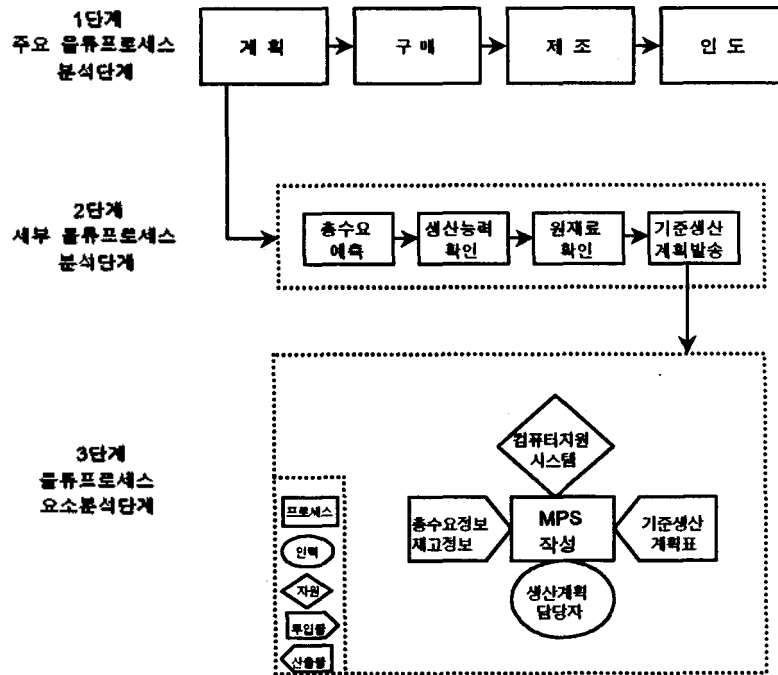 1단계
주요 물류프로세스
분석단계
계 획
구 매
제 조
인 도
2단계
세부 물류프로세스
분석단계
총수요
예측
생산능력
확인
원재료
확인
기준생산
계획발송
3단계
물류프로세스
요소분석단계
프로세스
인력
자원
투입물
산출물
컴퓨터지원
시스템
총수요정보
재고정보
MPS
작성
기준생산
계획표
생산계획
담당자